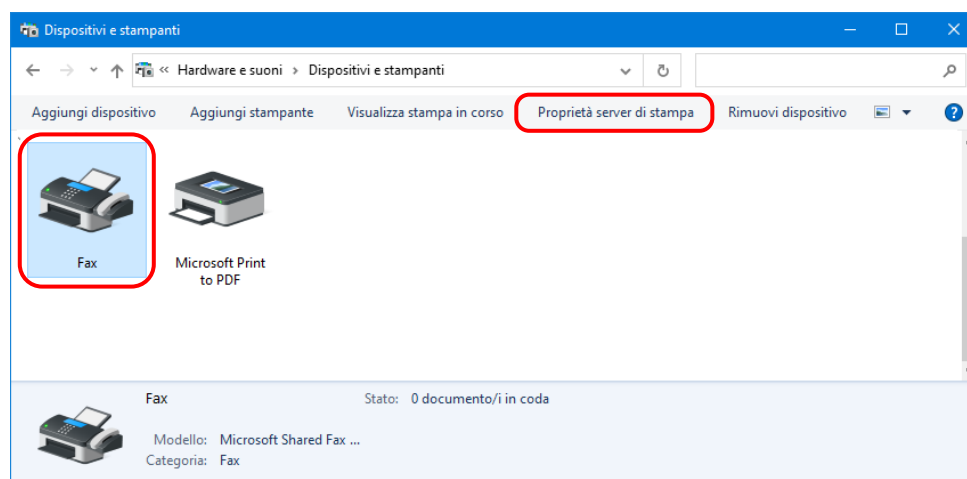 Dispositivi e stampanti
« Hardware e suoni › Dispositivi e stampanti
Aggiungi dispositivo Aggiungi stampante Visualizza stampa in corso Proprietà server di stampa Rimuovi dispositivo
Fax
Microsoft Print
to PDF
Fax Stato: 0 documento/i in coda
Modello: Microsoft Shared Fax ...
Categoria: Fax